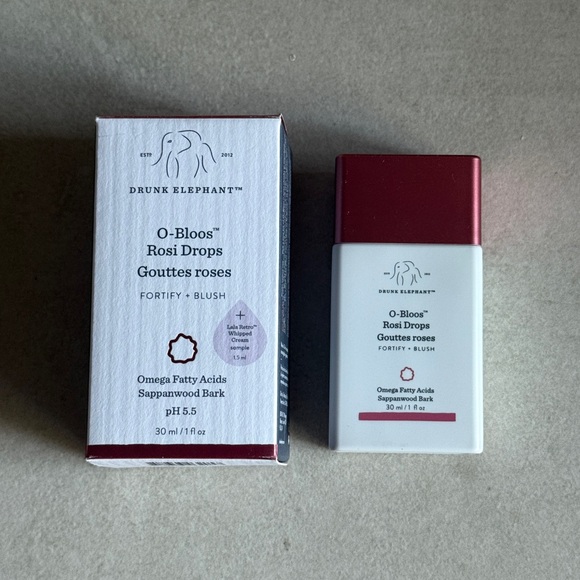 ESTD 2012
DRUNK ELEPHANT™
O-Bloos™
Rosi Drops
Gouttes roses
FORTIFY + BLUSH
+
Lala Retro™
Whipped
Cream
sample
1.5 ml
Omega Fatty Acids
Sappanwood Bark
pH 5.5
30 ml / 1 fl oz
DRUNK ELEPHANT™
O-Bloos™
Rosi Drops
Gouttes roses
FORTIFY + BLUSH
Omega Fatty Acids
Sappanwood Bark
30 ml / 1 fl oz